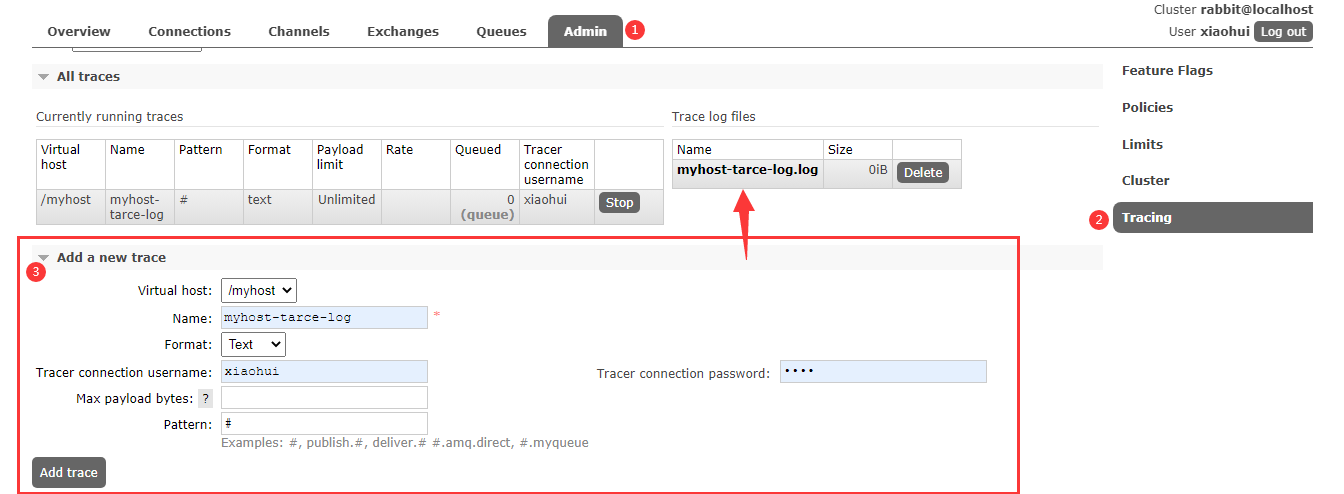 Cluster rabbit@localhost
User xiaohui Log out
Overview Connections Channels Exchanges Queues Admin 1
All traces
Currently running traces
Virtual host Name Pattern Format Payload limit Rate Queued Tracer connection username
/myhost myhost-tarce-log # text Unlimited 0 (queue) xiaohui Stop
Trace log files
Name Size
myhost-tarce-log.log 0iB Delete
Feature Flags
Policies
Limits
Cluster
2 Tracing
3 Add a new trace
Virtual host: /myhost
Name: myhost-tarce-log *
Format: Text
Tracer connection username: xiaohui Tracer connection password: ••••
Max payload bytes: ?
Pattern: #
Examples: #, publish.#, deliver.# #.amq.direct, #.myqueue
Add trace